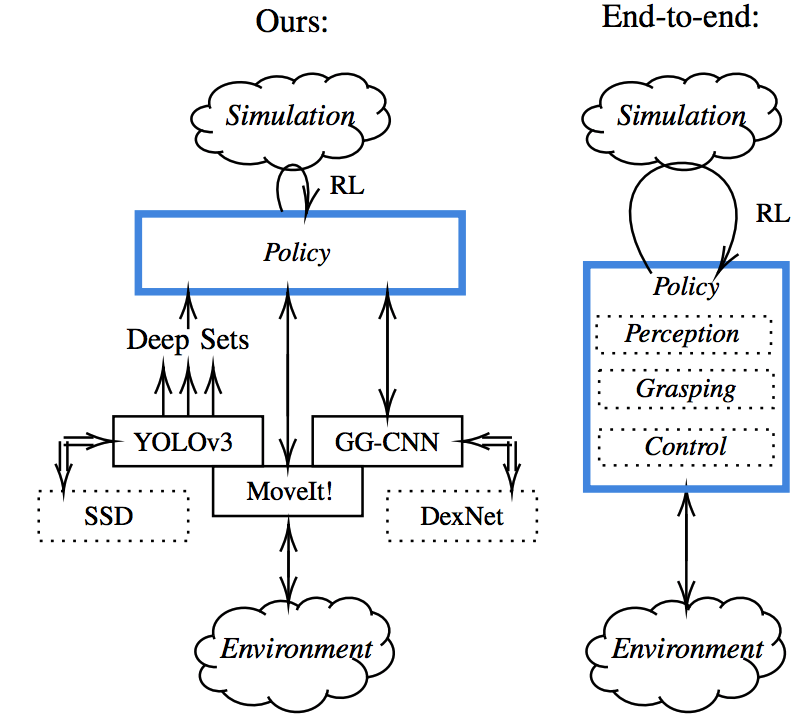 Ours:
Simulation
RL
Policy
Deep Sets
YOLOv3
GG-CNN
MoveIt!
SSD
DexNet
Environment
End-to-end:
Simulation
RL
Policy
Perception
Grasping
Control
Environment